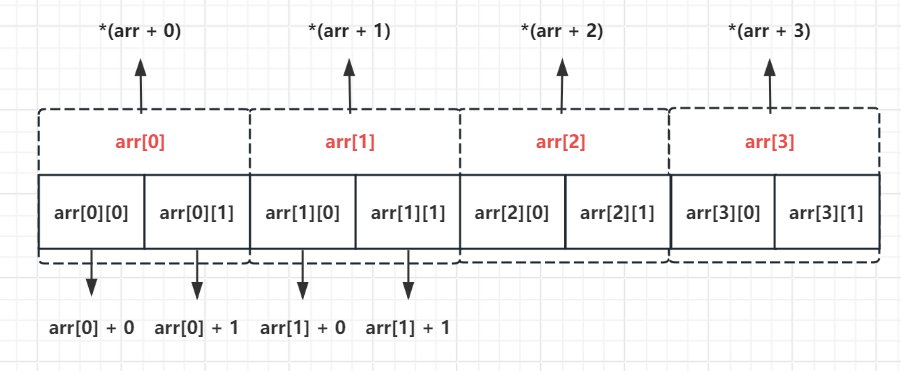 *(arr + 0) *(arr + 1) *(arr + 2) *(arr + 3)
arr[0] arr[1] arr[2] arr[3]
arr[0][0] arr[0][1] arr[1][0] arr[1][1] arr[2][0] arr[2][1] arr[3][0] arr[3][1]
arr[0] + 0 arr[0] + 1 arr[1] + 0 arr[1] + 1